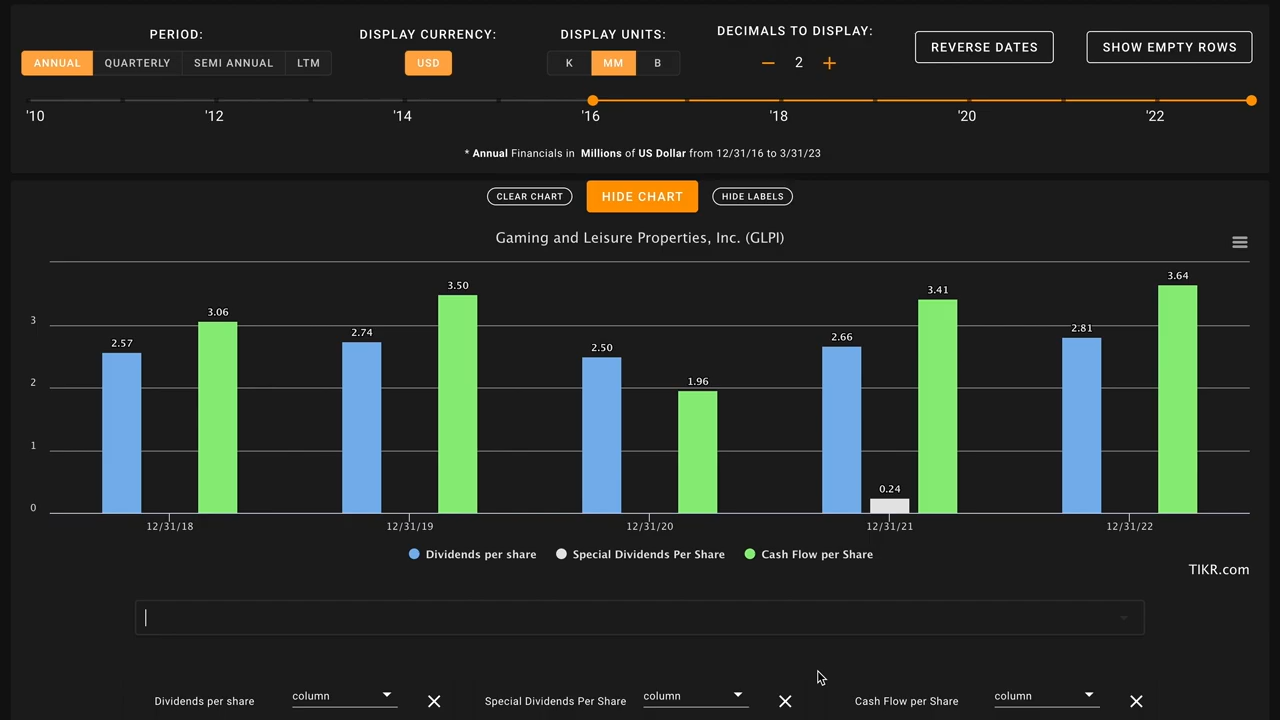 PERIOD:
DISPLAY CURRENCY:
DISPLAY UNITS:
DECIMALS TO DISPLAY:
ANNUAL QUARTERLY SEMI ANNUAL LTM
USD
K MM B
2
REVERSE DATES
SHOW EMPTY ROWS
'10 '12 '14 '16 '18 '20 '22
* Annual Financials in Millions of US Dollar from 12/31/16 to 3/31/23
CLEAR CHART
HIDE CHART
HIDE LABELS
Gaming and Leisure Properties, Inc. (GLPI)
3
2
1
0
2.57 3.06
2.74 3.50
2.50 1.96
2.66 0.24 3.41
2.81 3.64
12/31/18 12/31/19 12/31/20 12/31/21 12/31/22
Dividends per share Special Dividends Per Share Cash Flow per Share
TIKR.com
Dividends per share column
Special Dividends Per Share column
Cash Flow per Share column